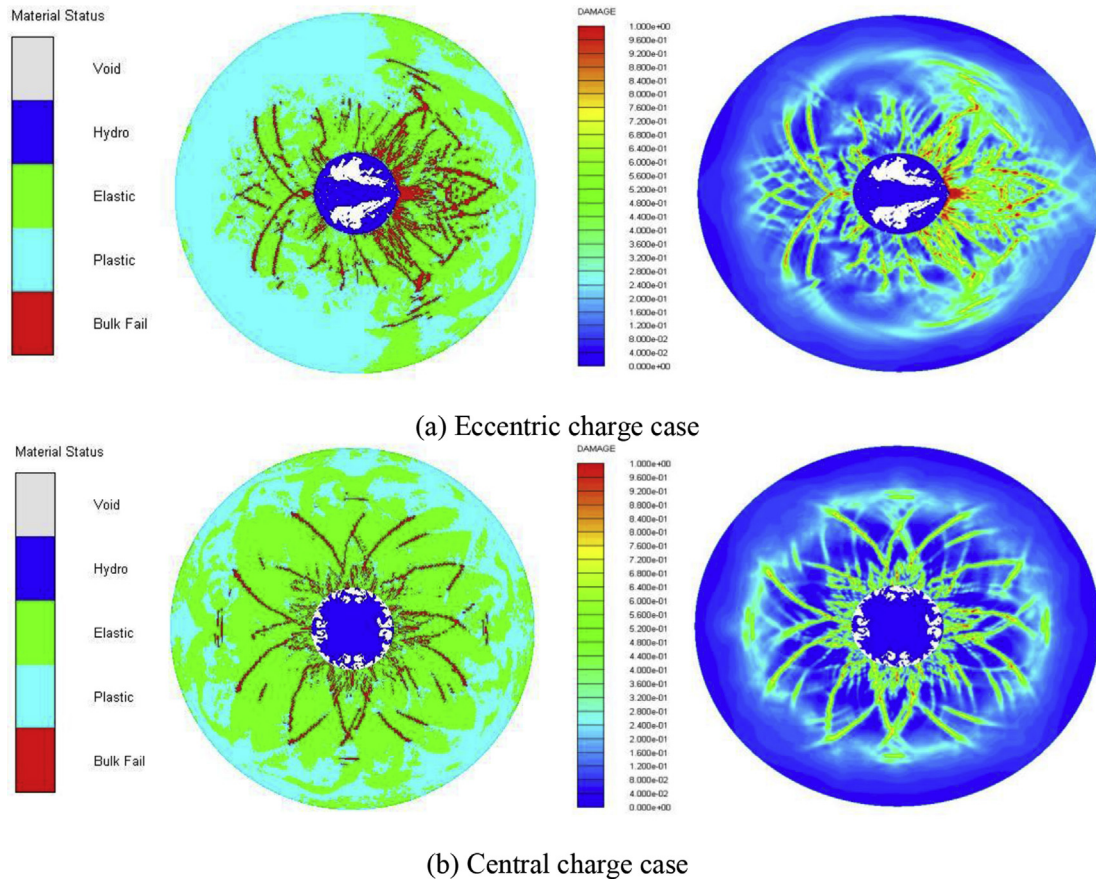 Material Status
Void
Hydro
Elastic
Plastic
Bulk Fail
DAMAGE
1.000e+00
9.600e-01
9.200e-01
8.800e-01
8.400e-01
8.000e-01
7.600e-01
7.200e-01
6.800e-01
6.400e-01
6.000e-01
5.600e-01
5.200e-01
4.800e-01
4.400e-01
4.000e-01
3.600e-01
3.200e-01
2.800e-01
2.400e-01
2.000e-01
1.600e-01
1.200e-01
8.000e-02
4.000e-02
0.000e+00
(a) Eccentric charge case
Material Status
Void
Hydro
Elastic
Plastic
Bulk Fail
DAMAGE
1.000e+00
9.600e-01
9.200e-01
8.800e-01
8.400e-01
8.000e-01
7.600e-01
7.200e-01
6.800e-01
6.400e-01
6.000e-01
5.600e-01
5.200e-01
4.800e-01
4.400e-01
4.000e-01
3.600e-01
3.200e-01
2.800e-01
2.400e-01
2.000e-01
1.600e-01
1.200e-01
8.000e-02
4.000e-02
0.000e+00
(b) Central charge case